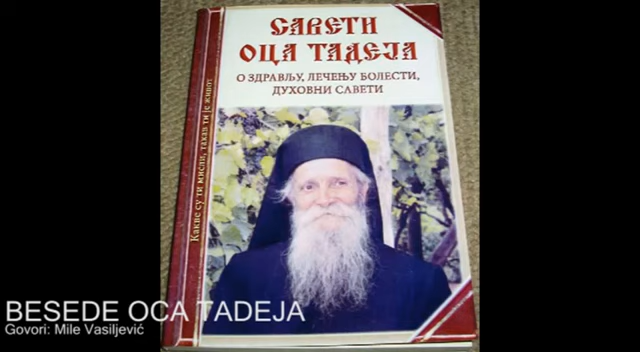 САВЕТИ
ОЦА ТАДЕЈА
О ЗДРАВЉУ, ЛЕЧЕЊУ БОЛЕСТИ,
ДУХОВНИ САВЕТИ
Какве су ти мисли, такав ти је живот
BESEDE OCA TADEJA
Govori: Mile Vasiljević